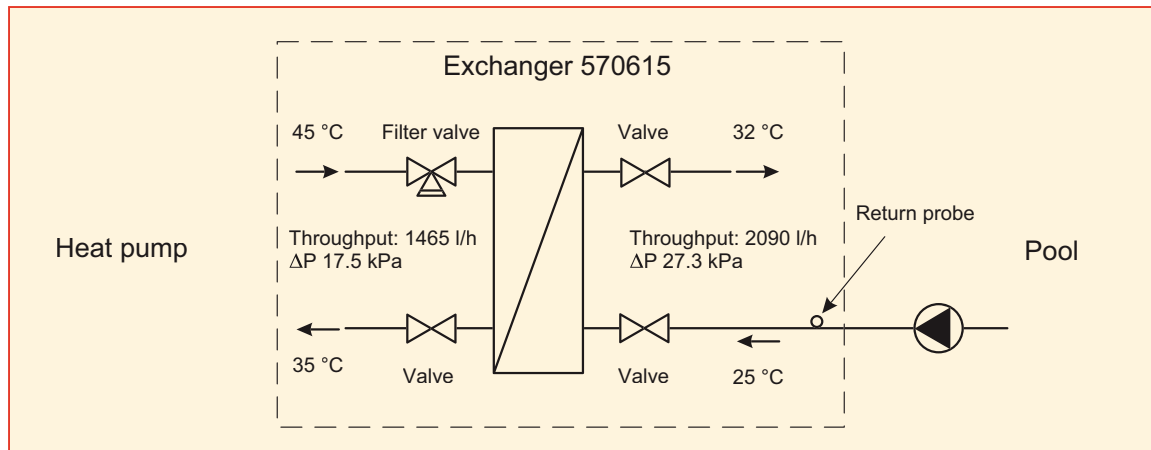 Exchanger 570615
45 °C
Filter valve
Valve
32 °C
Return probe
Heat pump
Throughput: 1465 l/h
ΔP 17.5 kPa
Throughput: 2090 l/h
ΔP 27.3 kPa
Pool
35 °C
Valve
Valve
25 °C